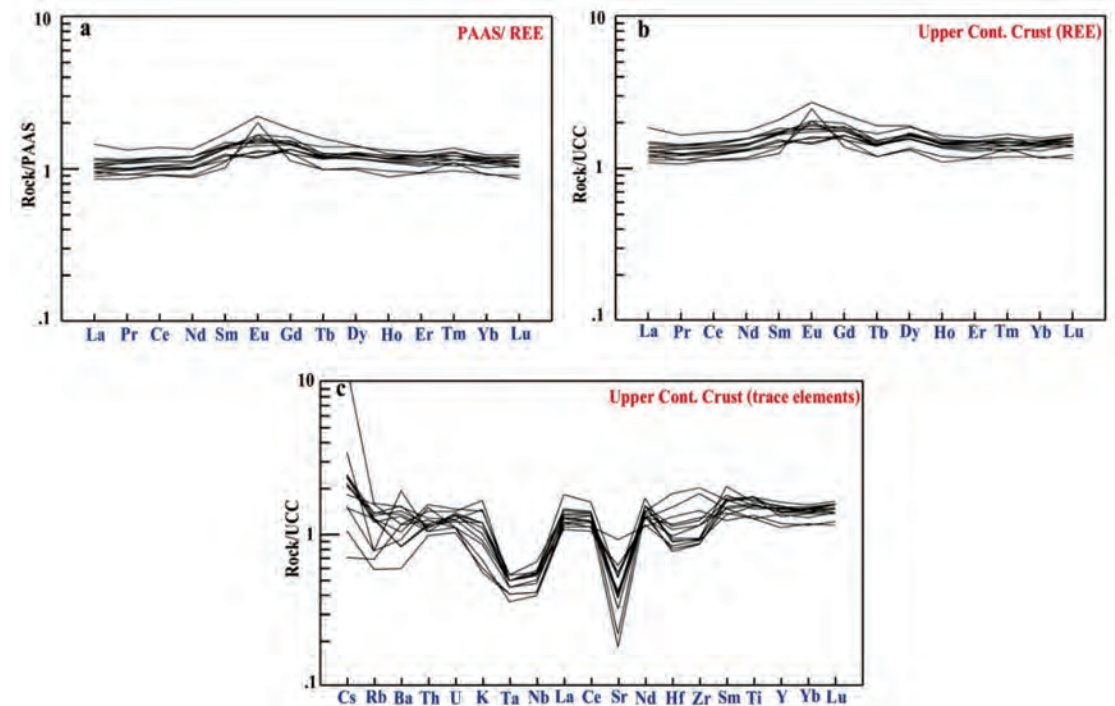 a
PAAS/ REE
10
1
.1
Rock/PAAS
La Pr Ce Nd Sm Eu Gd Tb Dy Ho Er Tm Yb Lu
b
Upper Cont. Crust (REE)
10
1
.1
Rock/UCC
La Pr Ce Nd Sm Eu Gd Tb Dy Ho Er Tm Yb Lu
c
Upper Cont. Crust (trace elements)
10
1
.1
Rock/UCC
Cs Rb Ba Th U K Ta Nb La Ce Sr Nd Hf Zr Sm Ti Y Yb Lu